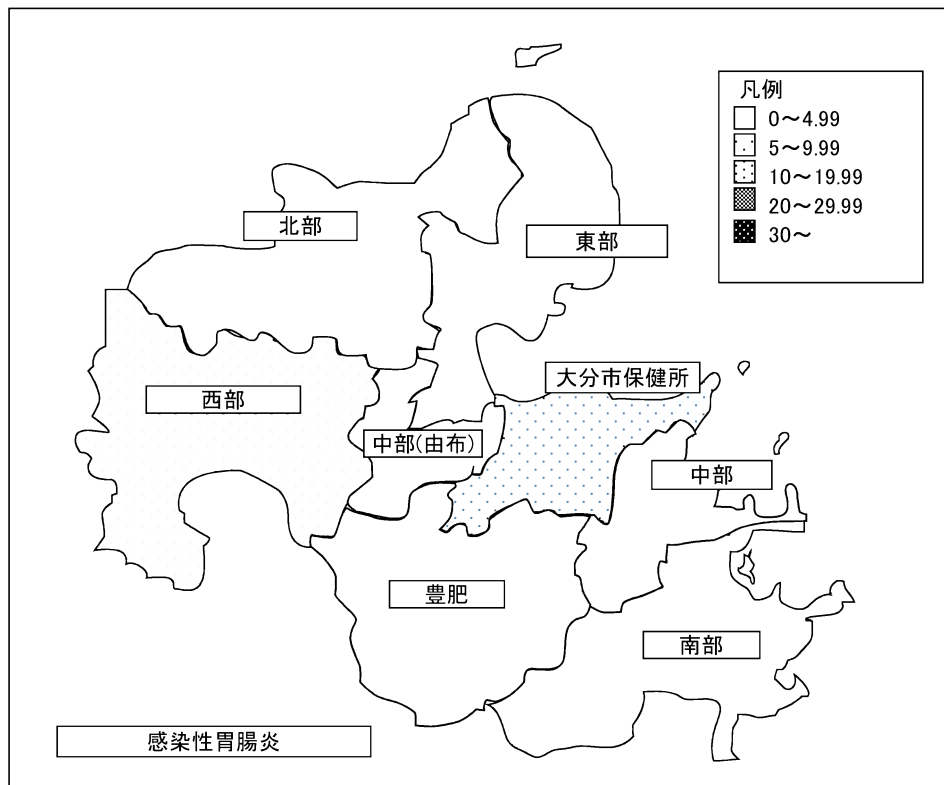 凡例
0～4.99
5～9.99
10～19.99
20～29.99
30～
北部
東部
大分市保健所
西部
中部(由布)
中部
豊肥
南部
感染性胃腸炎